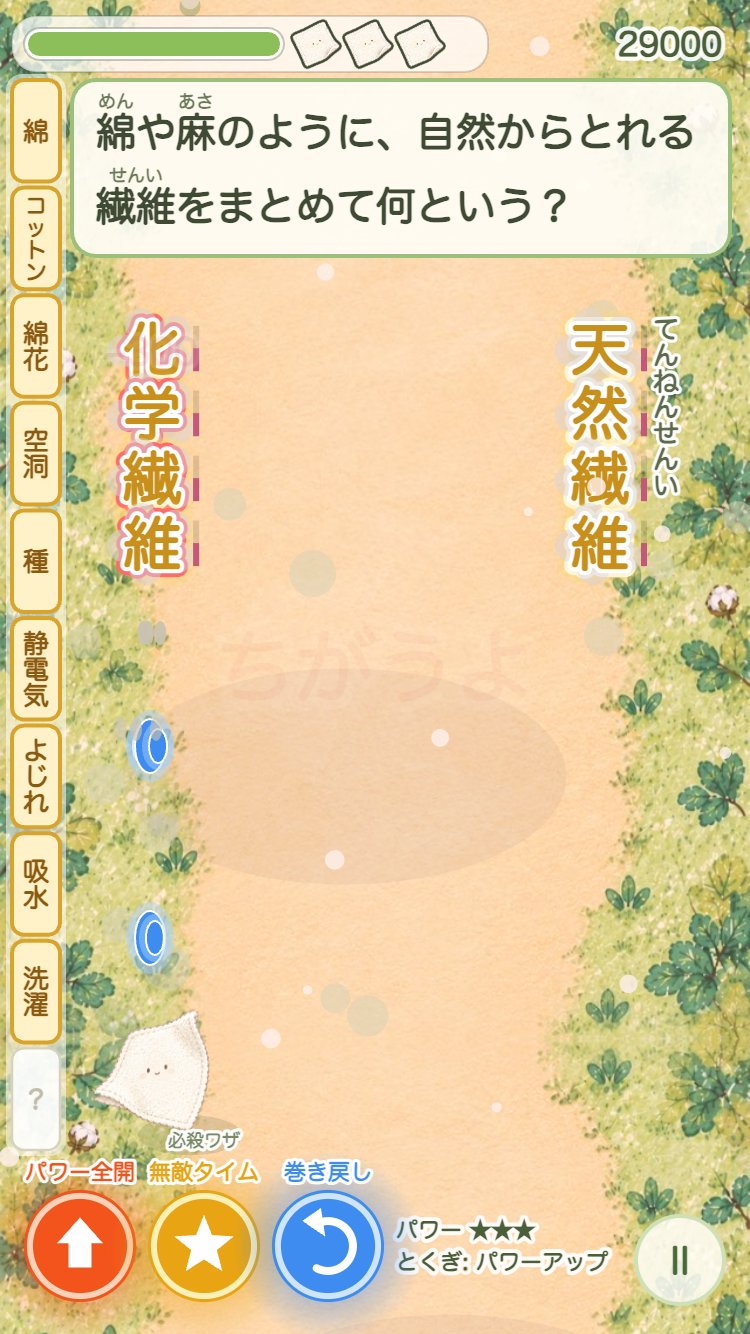 29000
めん あさ
綿や麻のように、自然からとれる
せんい
繊維をまとめて何という？
綿
コットン
綿花
空洞
種
静電気
よじれ
吸水
洗濯
?
化学繊維
天然繊維
てんねんせんい
ちがうよ
必殺ワザ
パワー全開
無敵タイム
巻き戻し
パワー ★★★
とくぎ: パワーアップ